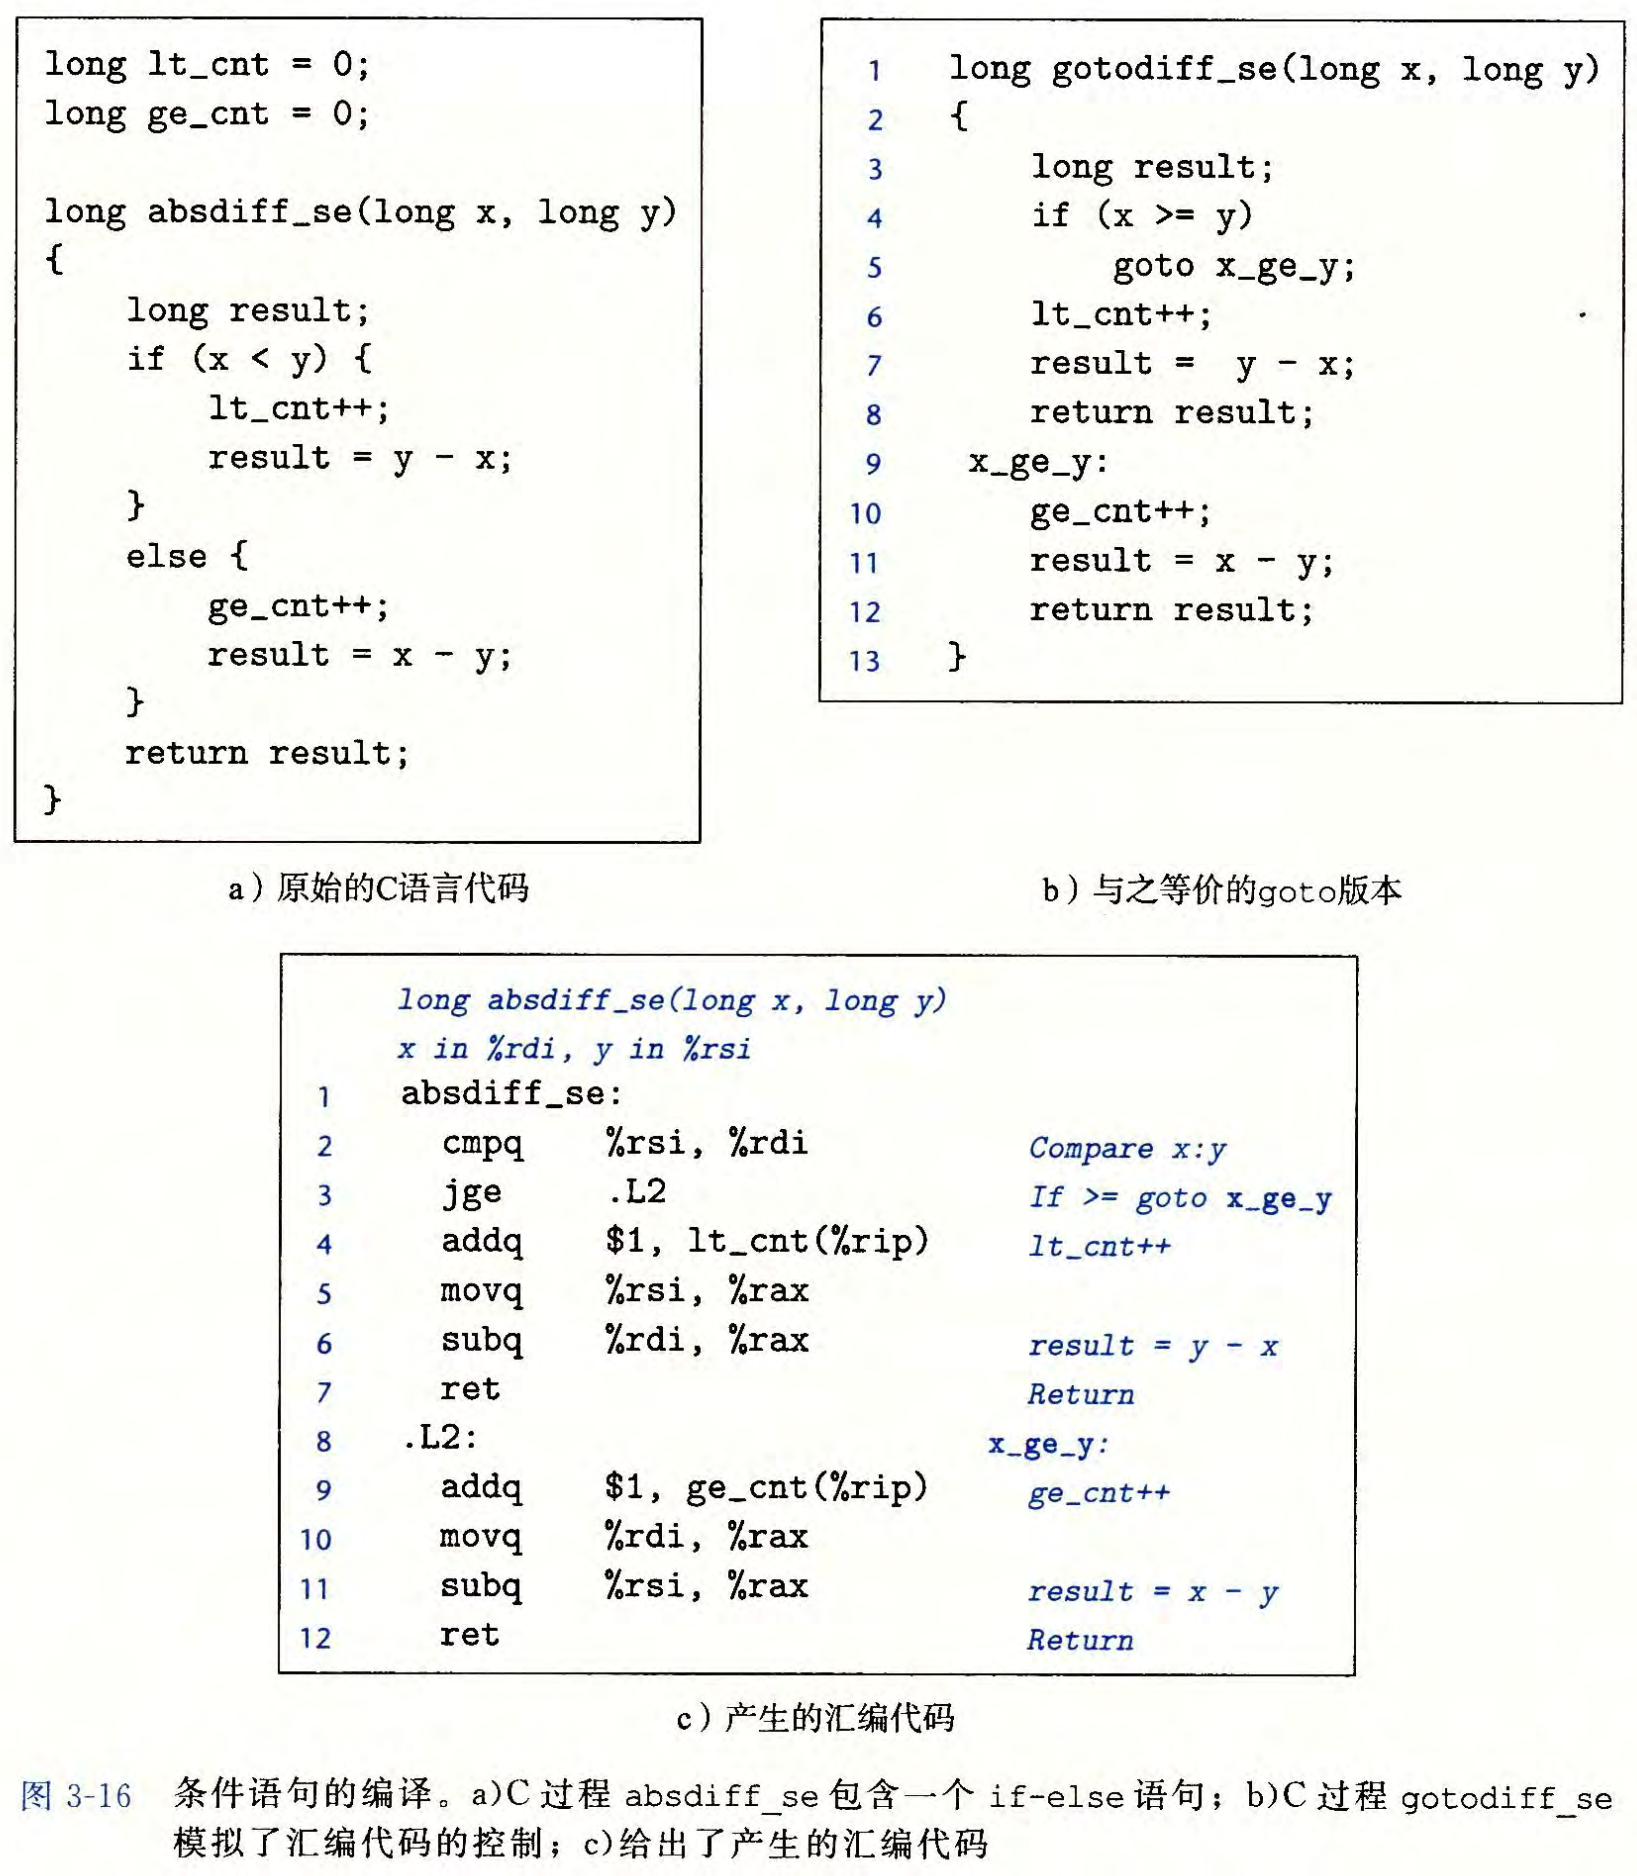 long lt_cnt = 0;
long ge_cnt = 0;
long absdiff_se(long x, long y)
{
    long result;
    if (x < y) {
        lt_cnt++;
        result = y - x;
    }
    else {
        ge_cnt++;
        result = x - y;
    }
    return result;
}
a）原始的C语言代码
1 long gotodiff_se(long x, long y)
2 {
3     long result;
4     if (x >= y)
5         goto x_ge_y;
6     lt_cnt++;
7     result =  y - x;
8     return result;
9  x_ge_y:
10     ge_cnt++;
11     result = x - y;
12     return result;
13 }
b）与之等价的goto版本
long absdiff_se(long x, long y)
x in %rdi, y in %rsi
1 absdiff_se:
2   cmpq    %rsi, %rdi    Compare x:y
3   jge     .L2    If >= goto x_ge_y
4   addq    $1, lt_cnt(%rip)    lt_cnt++
5   movq    %rsi, %rax
6   subq    %rdi, %rax    result = y - x
7   ret    Return
8 .L2:    x_ge_y:
9   addq    $1, ge_cnt(%rip)    ge_cnt++
10   movq    %rdi, %rax
11   subq    %rsi, %rax    result = x - y
12   ret    Return
c）产生的汇编代码
图 3-16 条件语句的编译。a)C 过程 absdiff_se 包含一个 if-else 语句；b)C 过程 gotodiff_se
模拟了汇编代码的控制；c)给出了产生的汇编代码